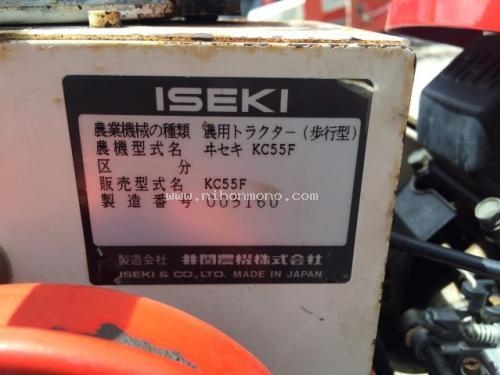 ISEKI
農業機械の種類 農用トラクター(歩行型)
農機型式名 ヰセキ KC55F
区分
販売型式名 KC55F
製造番号 005160
www.nihonmono.com
製造会社 井関農機株式会社
ISEKI & CO., LTD. MADE IN JAPAN